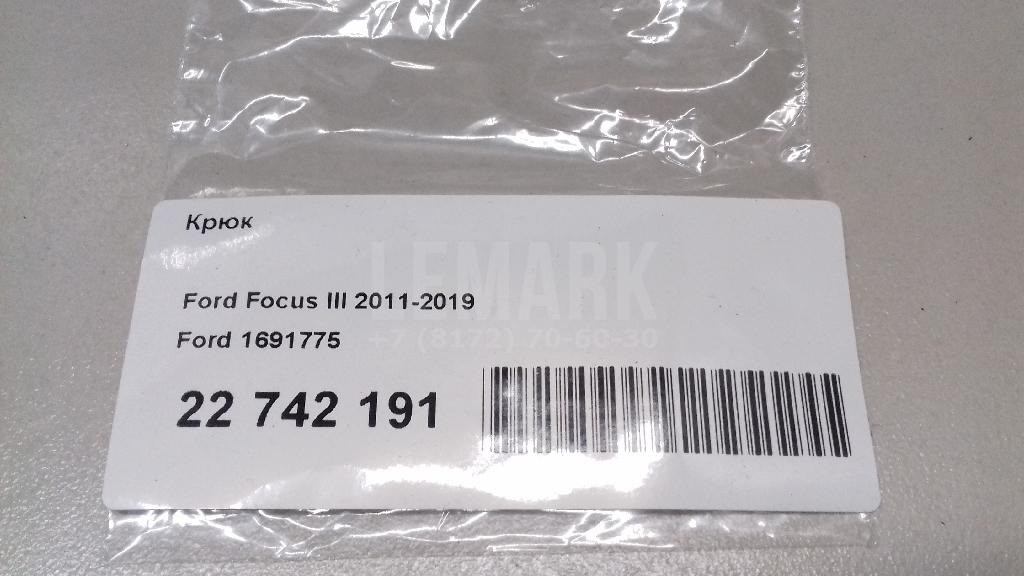 Крюк
LEMARK
Ford Focus III 2011-2019
+7 (8172) 70-60-30
Ford 1691775
22 742 191